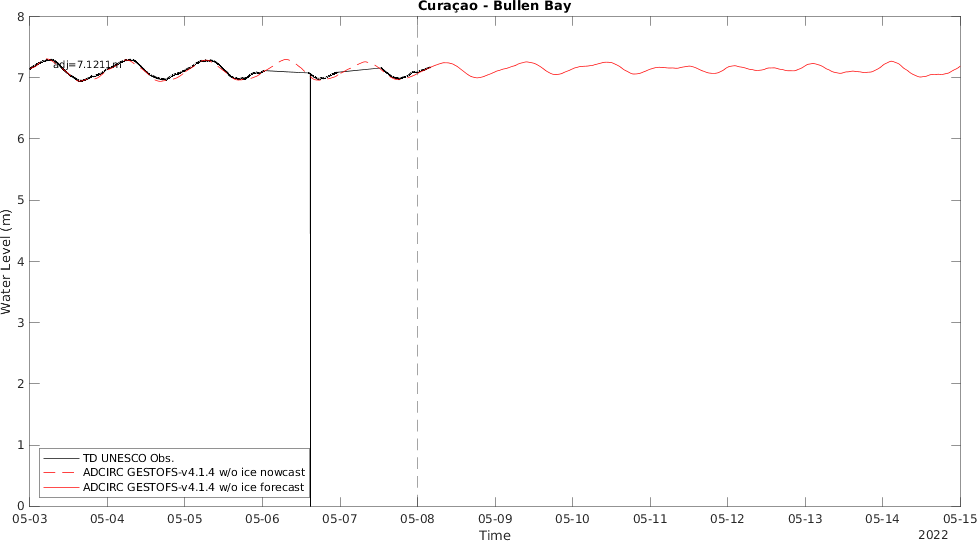 Curaçao - Bullen Bay
8
7
6
5
4
3
2
1
0
adj=7.1211m
Water Level (m)
TD UNESCO Obs.
ADCIRC GESTOFS-v4.1.4 w/o ice nowcast
ADCIRC GESTOFS-v4.1.4 w/o ice forecast
05-03 05-04 05-05 05-06 05-07 05-08 05-09 05-10 05-11 05-12 05-13 05-14 05-15
Time
2022